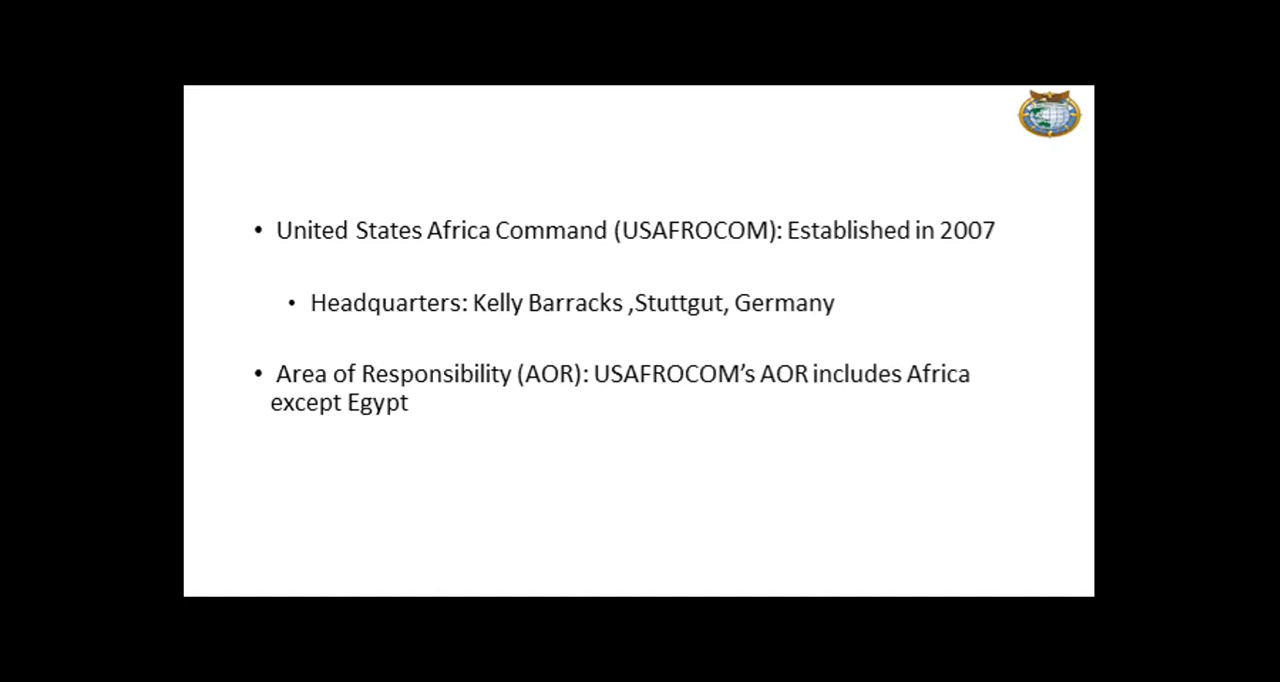 • United States Africa Command (USAFROCOM): Established in 2007
• Headquarters: Kelly Barracks ,Stuttgut, Germany
• Area of Responsibility (AOR): USAFROCOM’s AOR includes Africa
except Egypt